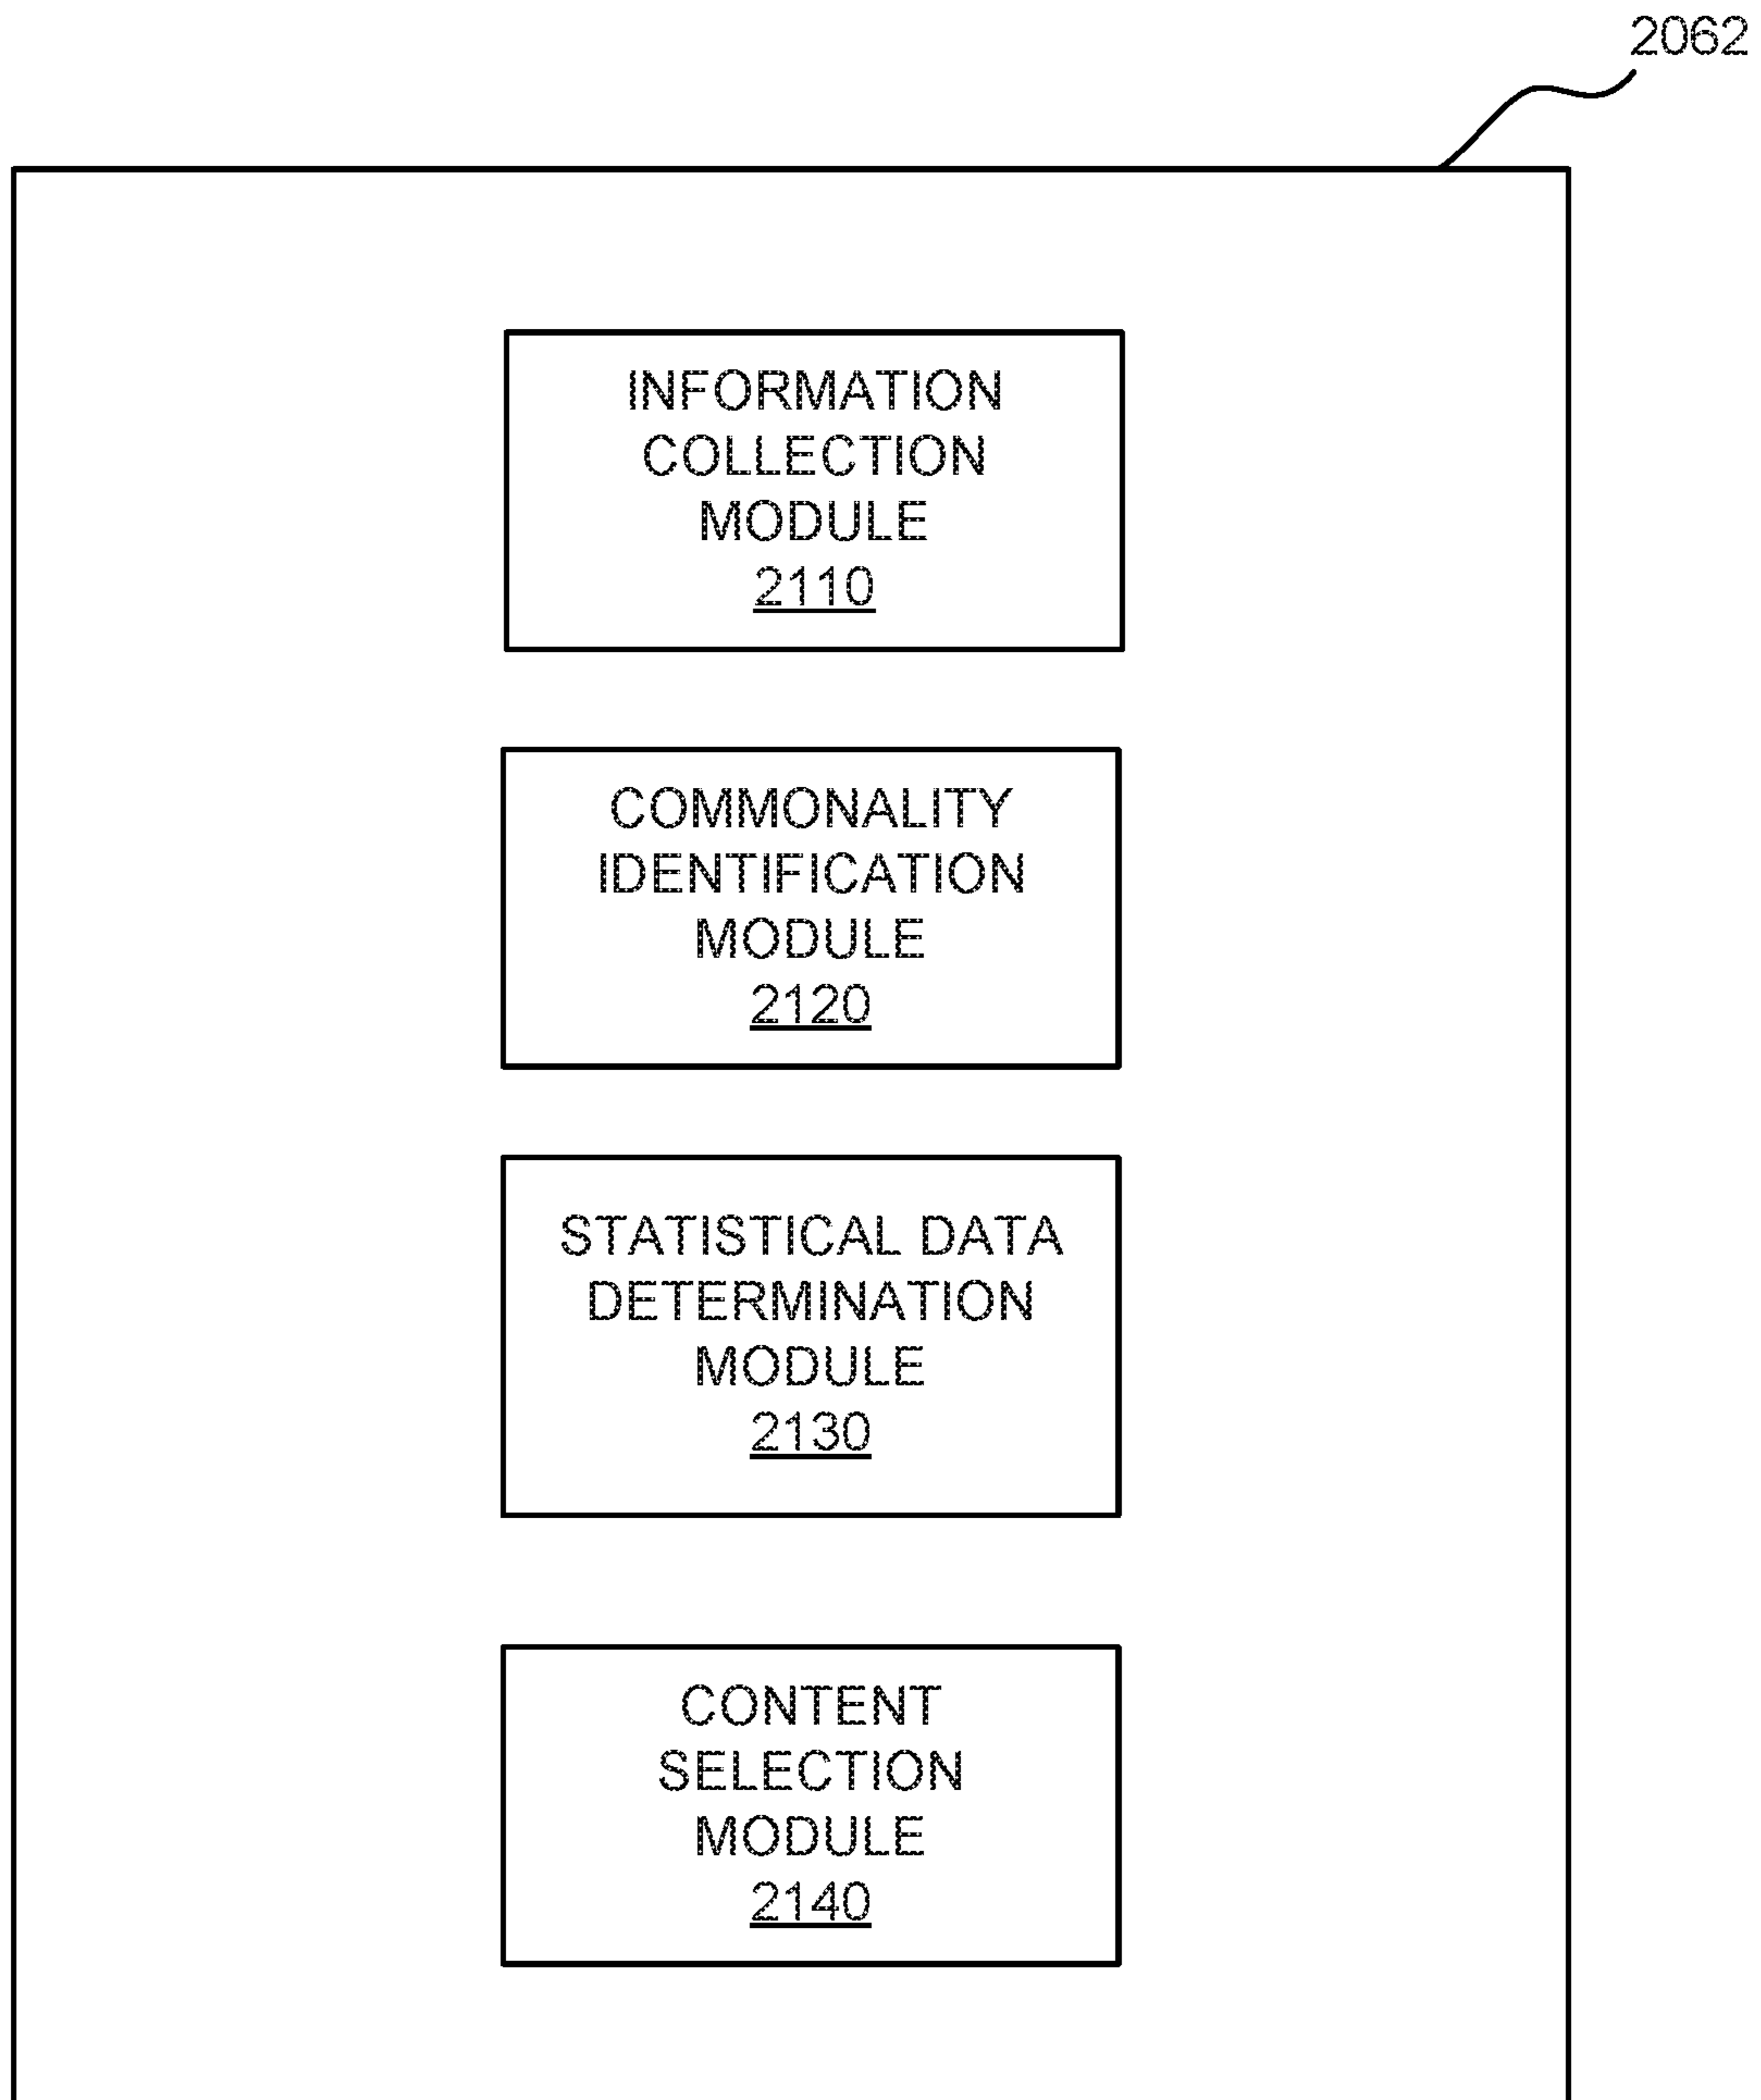 2062
INFORMATION
COLLECTION
MODULE
2110
COMMONALITY
IDENTIFICATION
MODULE
2120
STATISTICAL DATA
DETERMINATION
MODULE
2130
CONTENT
SELECTION
MODULE
2140